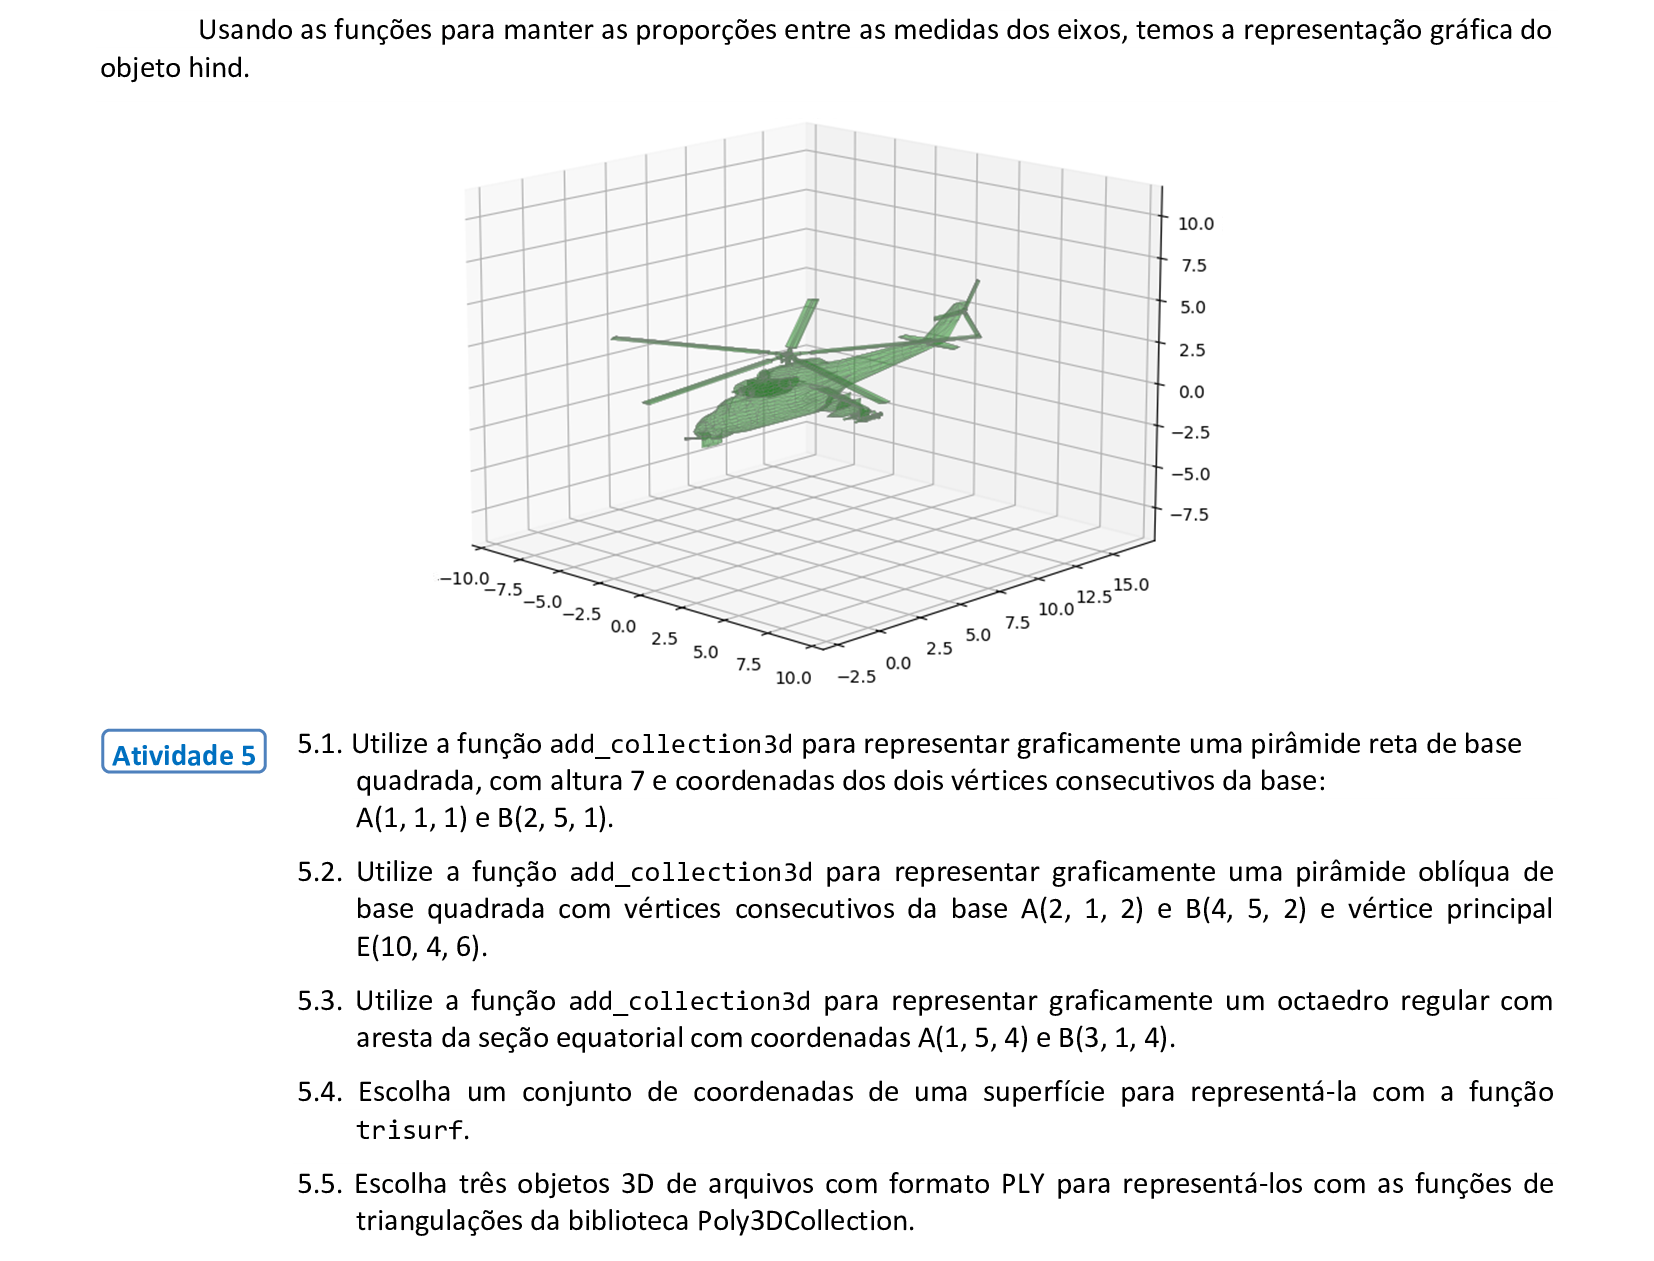 Usando as funções para manter as proporções entre as medidas dos eixos, temos a representação gráfica do
objeto hind.
10.0
7.5
5.0
2.5
0.0
−2.5
−5.0
−7.5
−10.0
−7.5
−5.0
−2.5
0.0
2.5
5.0
7.5
10.0
−2.5
0.0
2.5
5.0
7.5
10.0
12.5
15.0
Atividade 5
5.1. Utilize a função add_collection3d para representar graficamente uma pirâmide reta de base
quadrada, com altura 7 e coordenadas dos dois vértices consecutivos da base:
A(1, 1, 1) e B(2, 5, 1).
5.2. Utilize a função add_collection3d para representar graficamente uma pirâmide oblíqua de
base quadrada com vértices consecutivos da base A(2, 1, 2) e B(4, 5, 2) e vértice principal
E(10, 4, 6).
5.3. Utilize a função add_collection3d para representar graficamente um octaedro regular com
aresta da seção equatorial com coordenadas A(1, 5, 4) e B(3, 1, 4).
5.4. Escolha um conjunto de coordenadas de uma superfície para representá-la com a função
trisurf.
5.5. Escolha três objetos 3D de arquivos com formato PLY para representá-los com as funções de
triangulações da biblioteca Poly3DCollection.